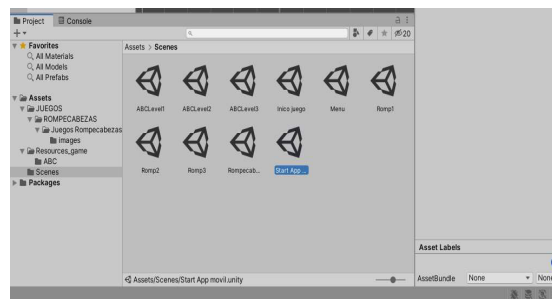 Project Console
20
Favorites
All Materials
All Models
All Prefabs
Assets
JUEGOS
ROMPECABEZAS
Juegos Rompecabezas
images
Resources_game
ABC
Scenes
Packages
Assets > Scenes
ABCLevel1 ABCLevel2 ABCLevel3 Inico juego Menu Romp1
Romp2 Romp3 Rompecab... Start App ...
Assets/Scenes/Start App movil.unity
Asset Labels
AssetBundle None None